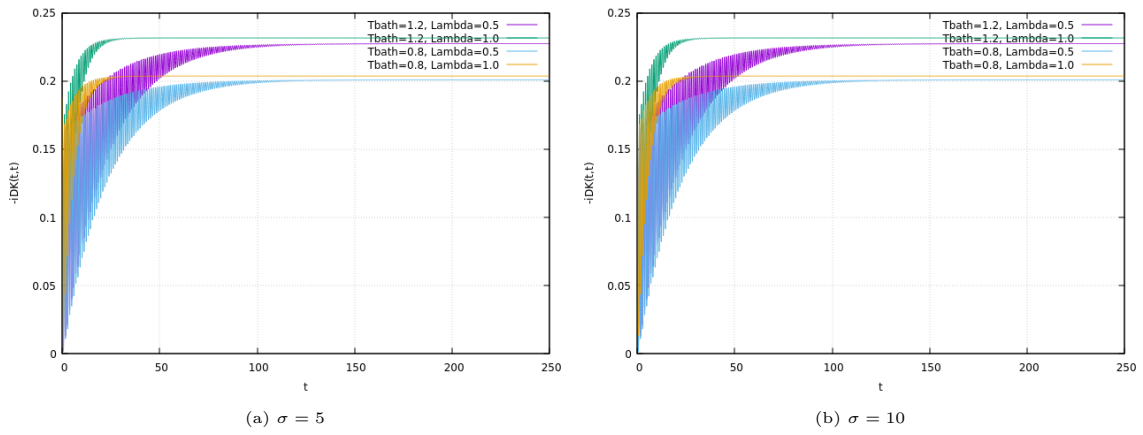 0.25
0.2
0.15
0.1
0.05
0
-iDK(t,t)
Tbath=1.2, Lambda=0.5
Tbath=1.2, Lambda=1.0
Tbath=0.8, Lambda=0.5
Tbath=0.8, Lambda=1.0
0 50 100 150 200 250
t
(a) σ = 5
0.25
0.2
0.15
0.1
0.05
0
-iDK(t,t)
Tbath=1.2, Lambda=0.5
Tbath=1.2, Lambda=1.0
Tbath=0.8, Lambda=0.5
Tbath=0.8, Lambda=1.0
0 50 100 150 200 250
t
(b) σ = 10